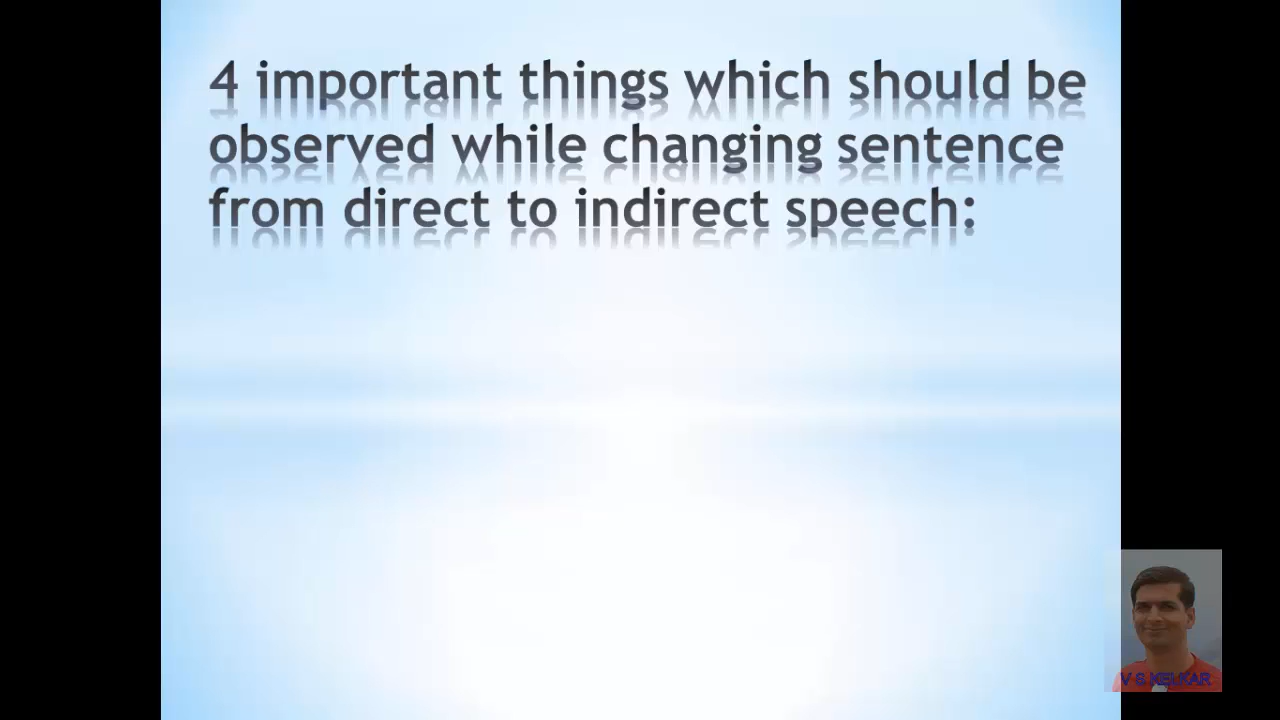 4 important things which should be
observed while changing sentence
from direct to indirect speech:
V S KELKAR